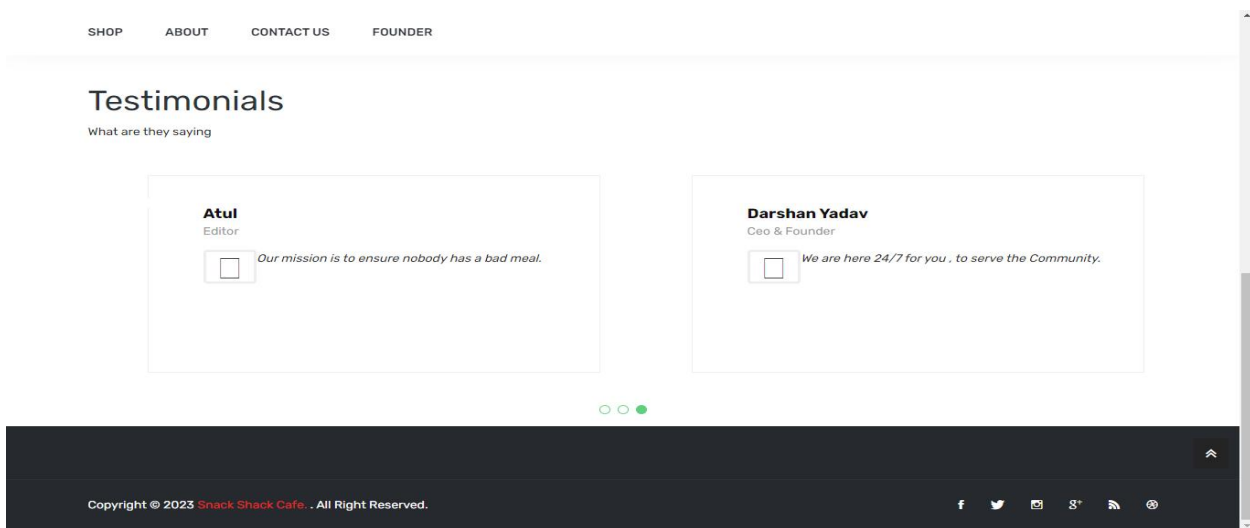 SHOP ABOUT CONTACT US FOUNDER
Testimonials
What are they saying
Atul
Editor
Our mission is to ensure nobody has a bad meal.
Darshan Yadav
Ceo & Founder
We are here 24/7 for you , to serve the Community.
Copyright © 2023 Snack Shack Cafe. . All Right Reserved.